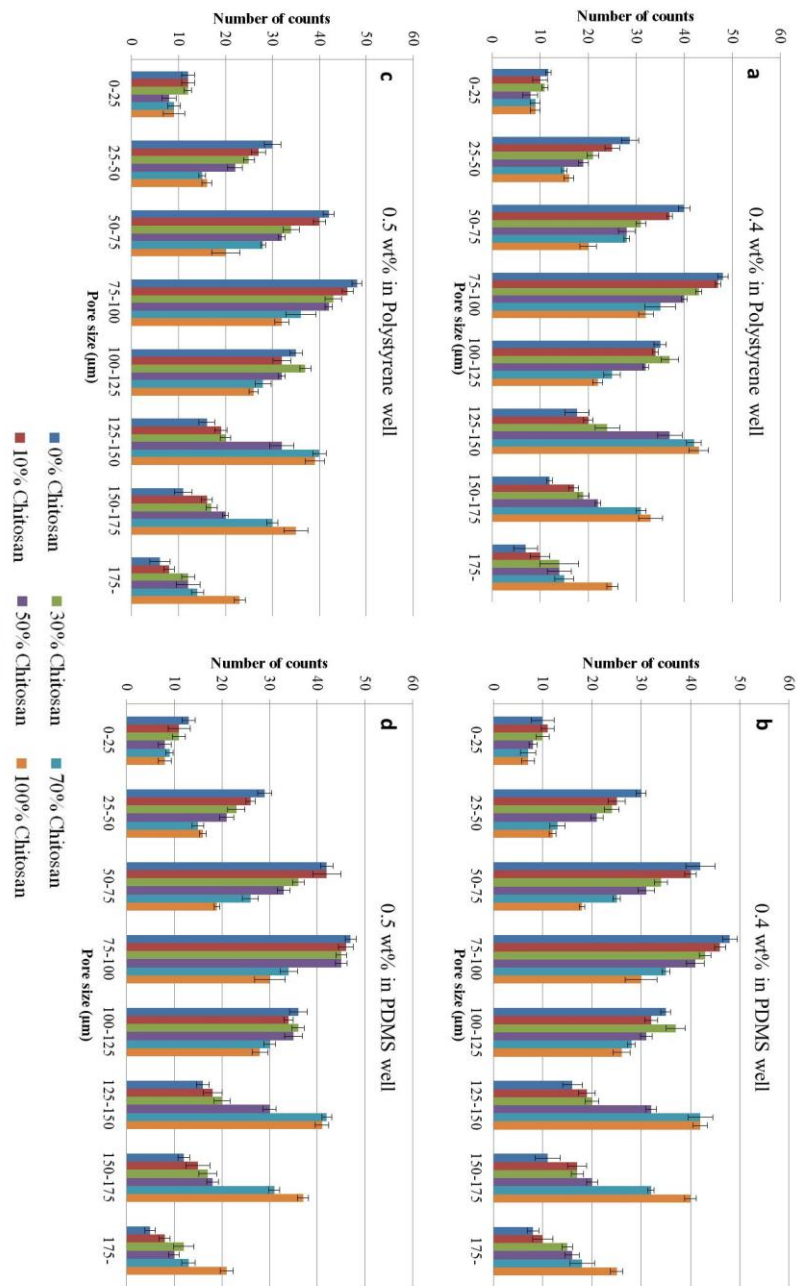 a
0.4 wt% in Polystyrene well
Number of counts
60
50
40
30
20
10
0
0-25
25-50
50-75
75-100
100-125
125-150
150-175
175-
Pore size (µm)
b
0.4 wt% in PDMS well
Number of counts
60
50
40
30
20
10
0
0-25
25-50
50-75
75-100
100-125
125-150
150-175
175-
Pore size (µm)
c
0.5 wt% in Polystyrene well
Number of counts
60
50
40
30
20
10
0
0-25
25-50
50-75
75-100
100-125
125-150
150-175
175-
Pore size (µm)
d
0.5 wt% in PDMS well
Number of counts
60
50
40
30
20
10
0
0-25
25-50
50-75
75-100
100-125
125-150
150-175
175-
Pore size (µm)
0% Chitosan
30% Chitosan
70% Chitosan
10% Chitosan
50% Chitosan
100% Chitosan